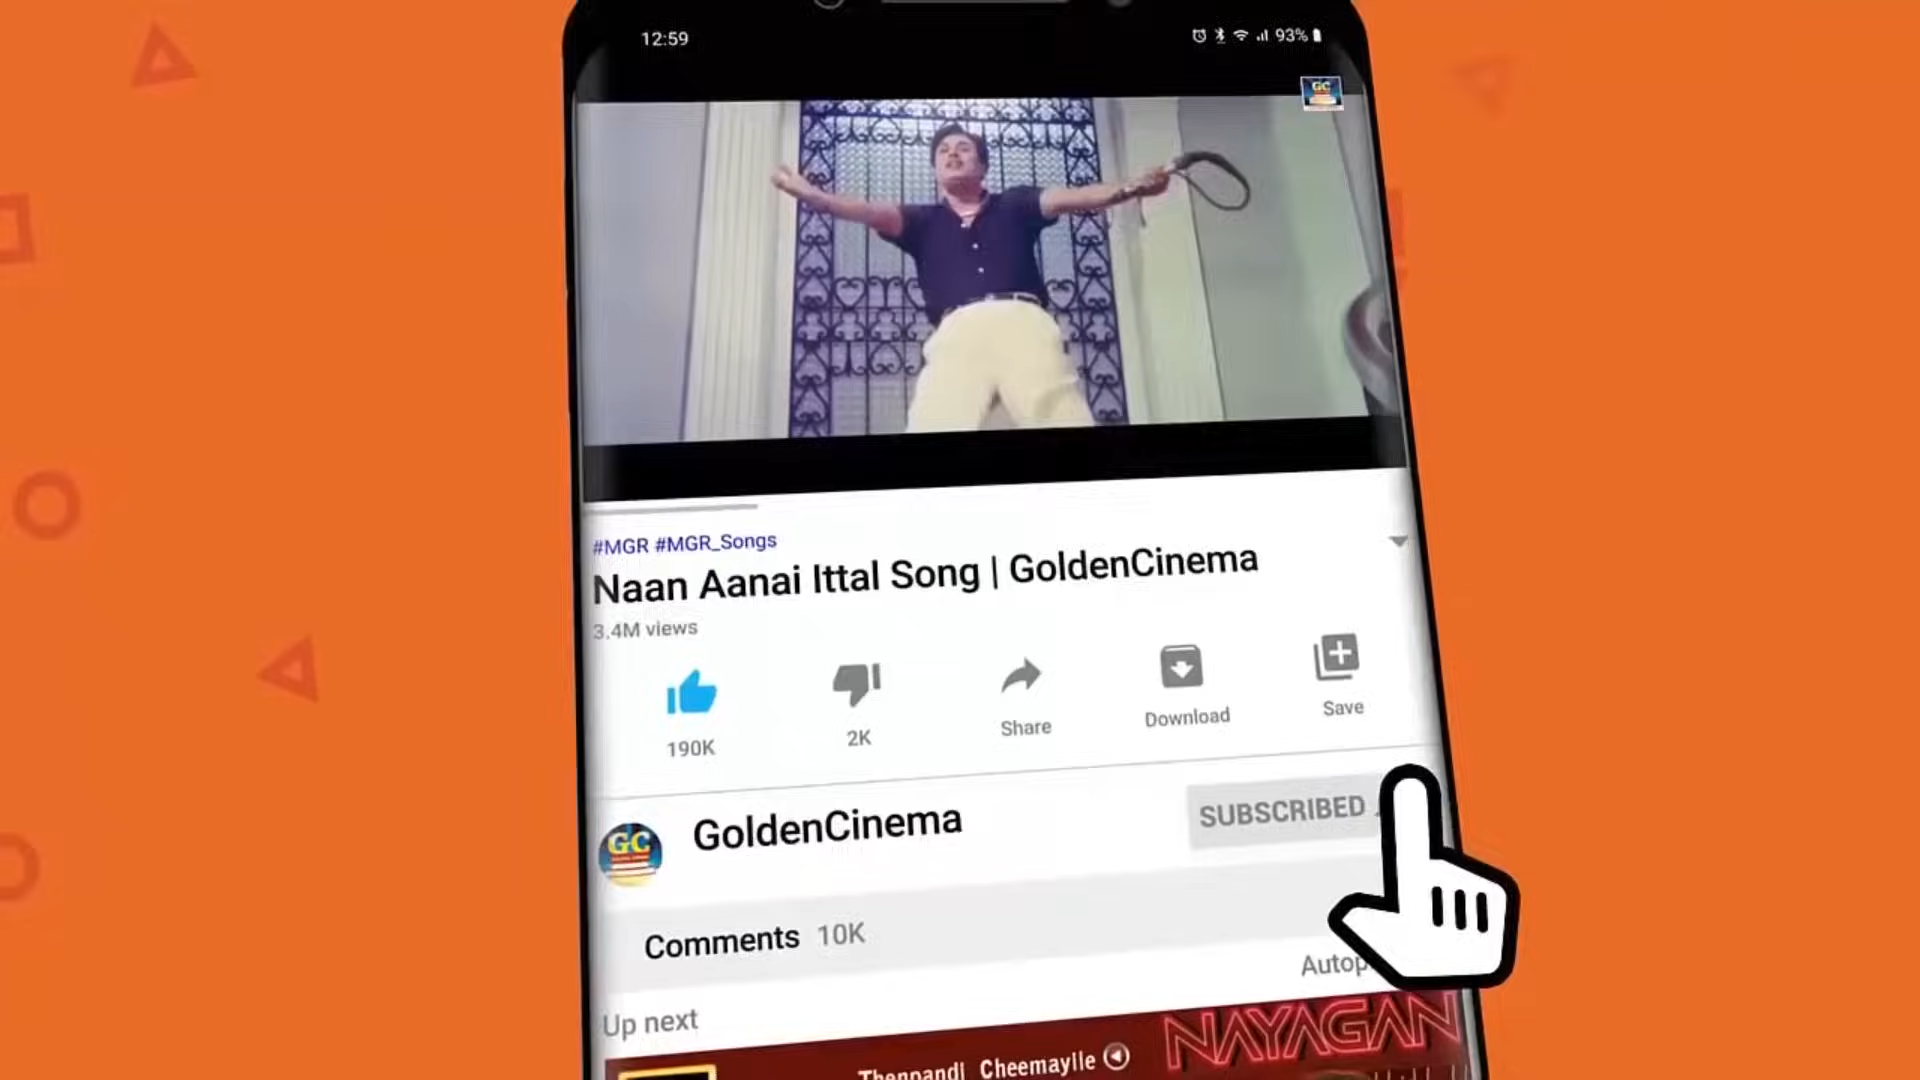 12:59
93%
GC
#MGR #MGR_Songs
Naan Aanai Ittal Song | GoldenCinema
3.4M views
190K
2K
Share
Download
Save
GC
GoldenCinema
SUBSCRIBED
Comments 10K
Up next
Thenpandi Cheemayile
NAYAGAN